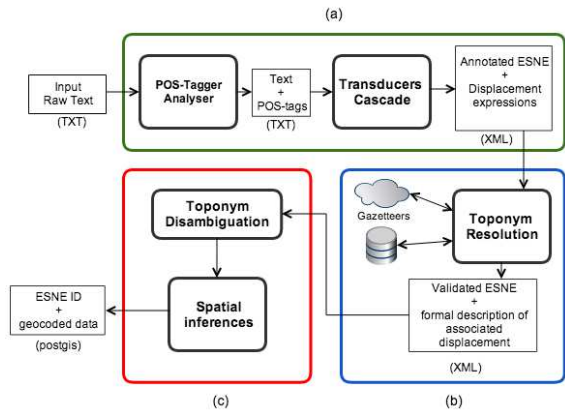 (a)
Input
Raw Text
(TXT)
POS-Tagger
Analyser
Text
+
POS-tags
(TXT)
Transducers
Cascade
Annotated ESNE
+
Displacement
expressions
(XML)
Toponym
Disambiguation
Spatial
inferences
ESNE ID
+
geocoded data
(postgis)
Gazetteers
Toponym
Resolution
Validated ESNE
+
formal description of
associated
displacement
(XML)
(c)
(b)